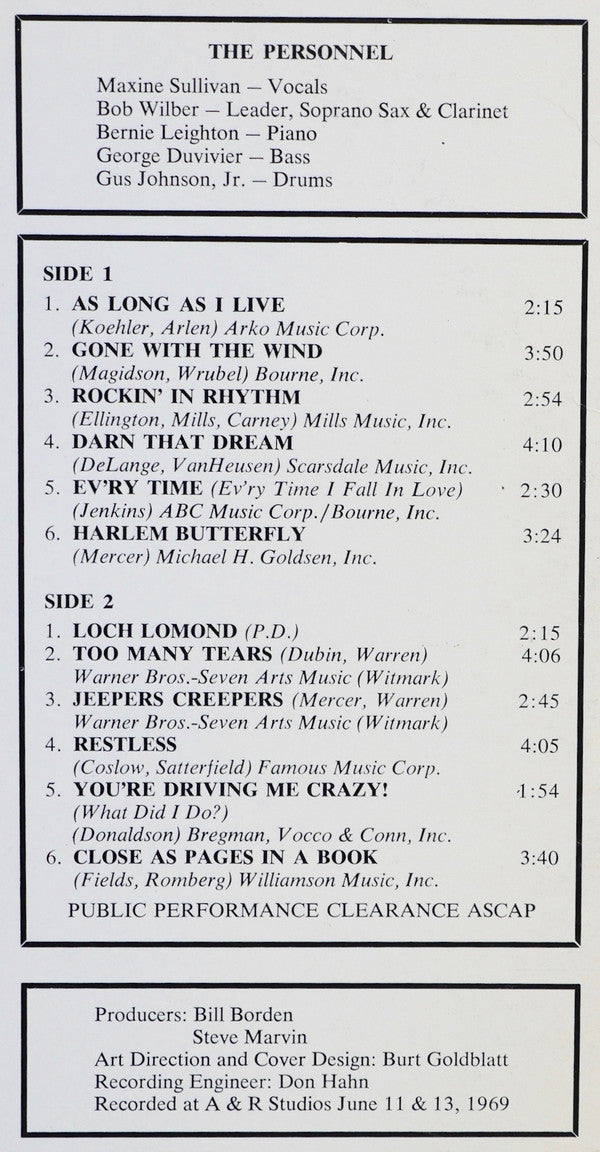 THE PERSONNEL
Maxine Sullivan — Vocals
Bob Wilber — Leader, Soprano Sax & Clarinet
Bernie Leighton — Piano
George Duvivier — Bass
Gus Johnson, Jr. — Drums
SIDE 1
1. AS LONG AS I LIVE 2:15
(Koehler, Arlen) Arko Music Corp.
2. GONE WITH THE WIND 3:50
(Magidson, Wrubel) Bourne, Inc.
3. ROCKIN' IN RHYTHM 2:54
(Ellington, Mills, Carney) Mills Music, Inc.
4. DARN THAT DREAM 4:10
(DeLange, VanHeusen) Scarsdale Music, Inc.
5. EV'RY TIME (Ev'ry Time I Fall In Love) 2:30
(Jenkins) ABC Music Corp./Bourne, Inc.
6. HARLEM BUTTERFLY 3:24
(Mercer) Michael H. Goldsen, Inc.
SIDE 2
1. LOCH LOMOND (P.D.) 2:15
2. TOO MANY TEARS (Dubin, Warren) 4:06
Warner Bros.-Seven Arts Music (Witmark)
3. JEEPERS CREEPERS (Mercer, Warren) 2:45
Warner Bros.-Seven Arts Music (Witmark)
4. RESTLESS 4:05
(Coslow, Satterfield) Famous Music Corp.
5. YOU'RE DRIVING ME CRAZY! 1:54
(What Did I Do?)
(Donaldson) Bregman, Vocco & Conn, Inc.
6. CLOSE AS PAGES IN A BOOK 3:40
(Fields, Romberg) Williamson Music, Inc.
PUBLIC PERFORMANCE CLEARANCE ASCAP
Producers: Bill Borden
Steve Marvin
Art Direction and Cover Design: Burt Goldblatt
Recording Engineer: Don Hahn
Recorded at A & R Studios June 11 & 13, 1969